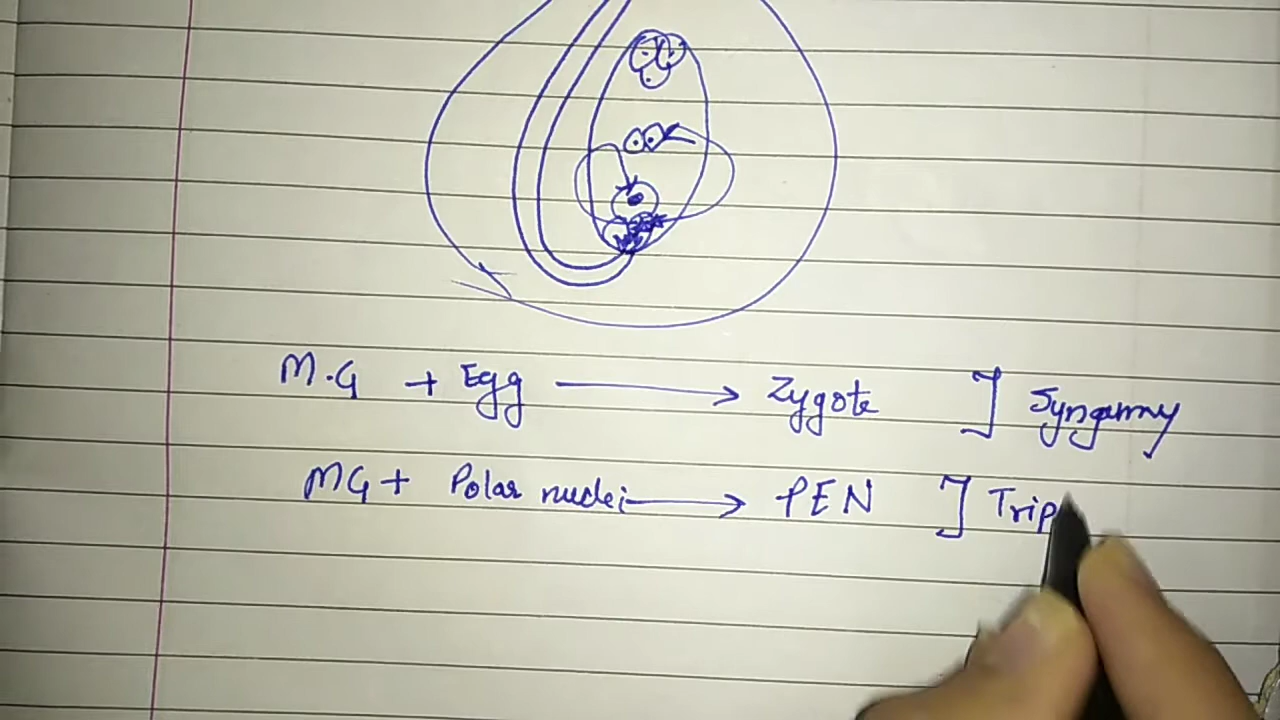 M.G + Egg → Zygote ] Syngamy
MG + Polar nuclei → PEN ] Trip